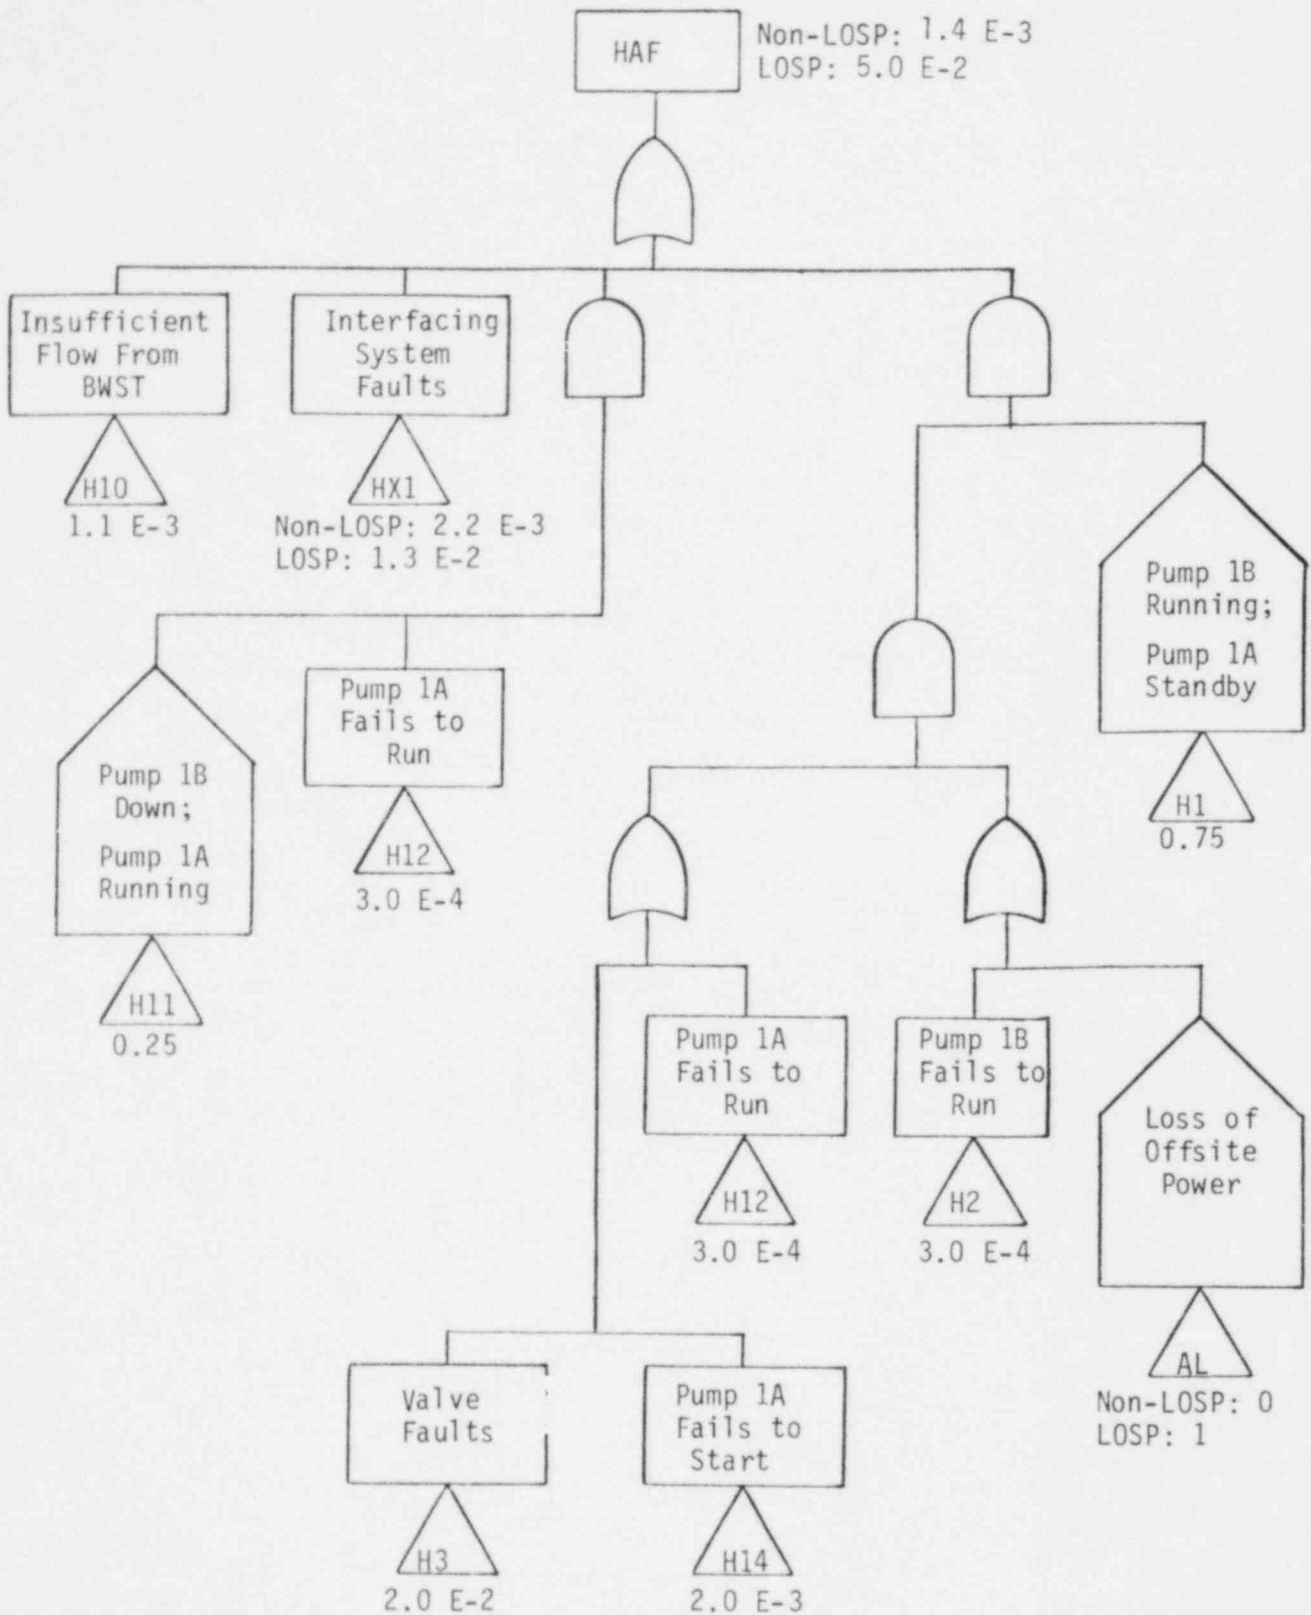 HAF
Non-LOSP: 1.4 E-3
LOSP: 5.0 E-2
Insufficient
Flow From
BWST
H10
1.1 E-3
Interfacing
System
Faults
HX1
Non-LOSP: 2.2 E-3
LOSP: 1.3 E-2
Pump 1B
Running;
Pump 1A
Standby
H1
0.75
Pump 1B
Down;
Pump 1A
Running
H11
0.25
Pump 1A
Fails to
Run
H12
3.0 E-4
Pump 1A
Fails to
Run
H12
3.0 E-4
Pump 1B
Fails to
Run
H2
3.0 E-4
Loss of
Offsite
Power
AL
Non-LOSP: 0
LOSP: 1
Valve
Faults
H3
2.0 E-2
Pump 1A
Fails to
Start
H14
2.0 E-3